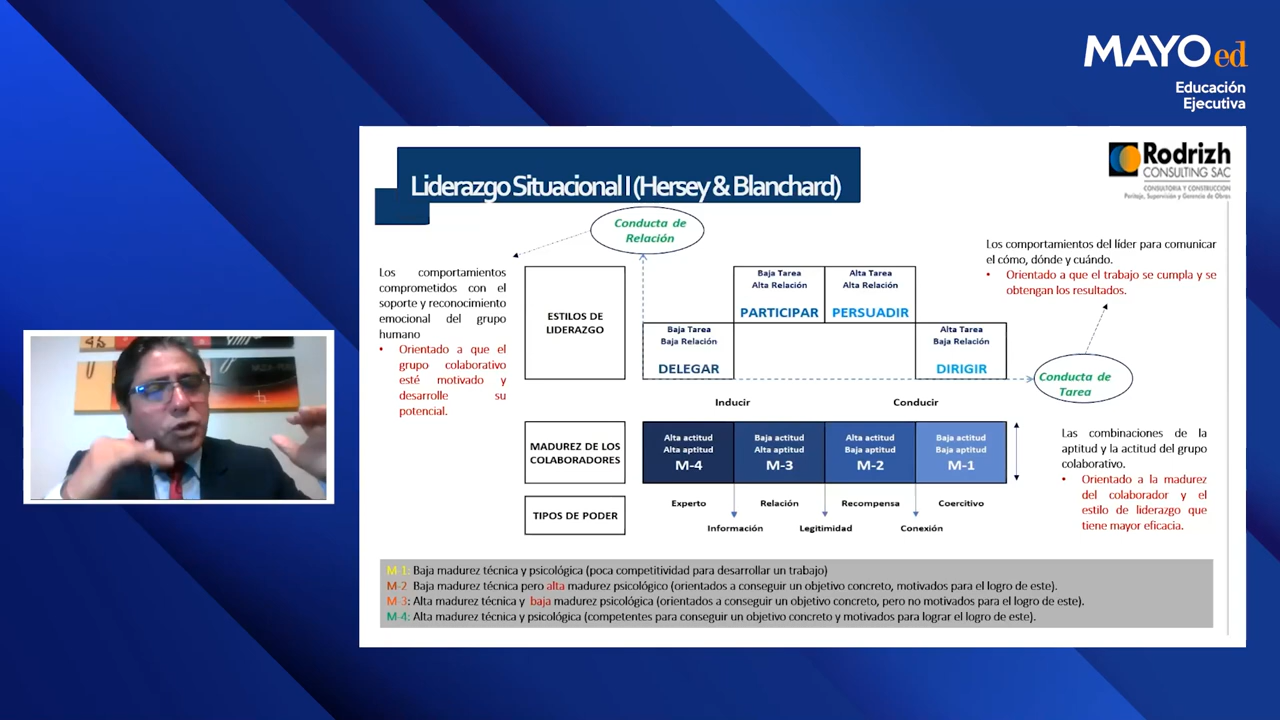 MAYO ed
Educación
Ejecutiva
Liderazgo Situacional I (Hersey & Blanchard)
Rodrizh
CONSULTING SAC
CONSULTORIA Y CONSTRUCCION
Peritaje, Supervisión y Gerencia de Obras
Conducta de
Relación
Los comportamientos
comprometidos con el
soporte y reconocimiento
emocional del grupo
humano
• Orientado a que el
grupo colaborativo
esté motivado y
desarrolle su
potencial.
ESTILOS DE
LIDERAZGO
Baja Tarea
Alta Relación
PARTICIPAR
Alta Tarea
Alta Relación
PERSUADIR
Baja Tarea
Baja Relación
DELEGAR
Alta Tarea
Baja Relación
DIRIGIR
Los comportamientos del líder para comunicar
el cómo, dónde y cuándo.
• Orientado a que el trabajo se cumpla y se
obtengan los resultados.
Conducta de
Tarea
Inducir
Conducir
MADUREZ DE LOS
COLABORADORES
Alta actitud
Alta aptitud
M-4
Baja actitud
Alta aptitud
M-3
Alta actitud
Baja aptitud
M-2
Baja actitud
Baja aptitud
M-1
Las combinaciones de la
aptitud y la actitud del grupo
colaborativo.
• Orientado a la madurez
del colaborador y el
estilo de liderazgo que
tiene mayor eficacia.
TIPOS DE PODER
Experto
Relación
Recompensa
Coercitivo
Información
Legitimidad
Conexión
M-1: Baja madurez técnica y psicológica (poca competitividad para desarrollar un trabajo)
M-2 Baja madurez técnica pero alta madurez psicológico (orientados a conseguir un objetivo concreto, motivados para el logro de este).
M-3: Alta madurez técnica y baja madurez psicológica (orientados a conseguir un objetivo concreto, pero no motivados para el logro de este).
M-4: Alta madurez técnica y psicológica (competentes para conseguir un objetivo concreto y motivados para lograr el logro de este).